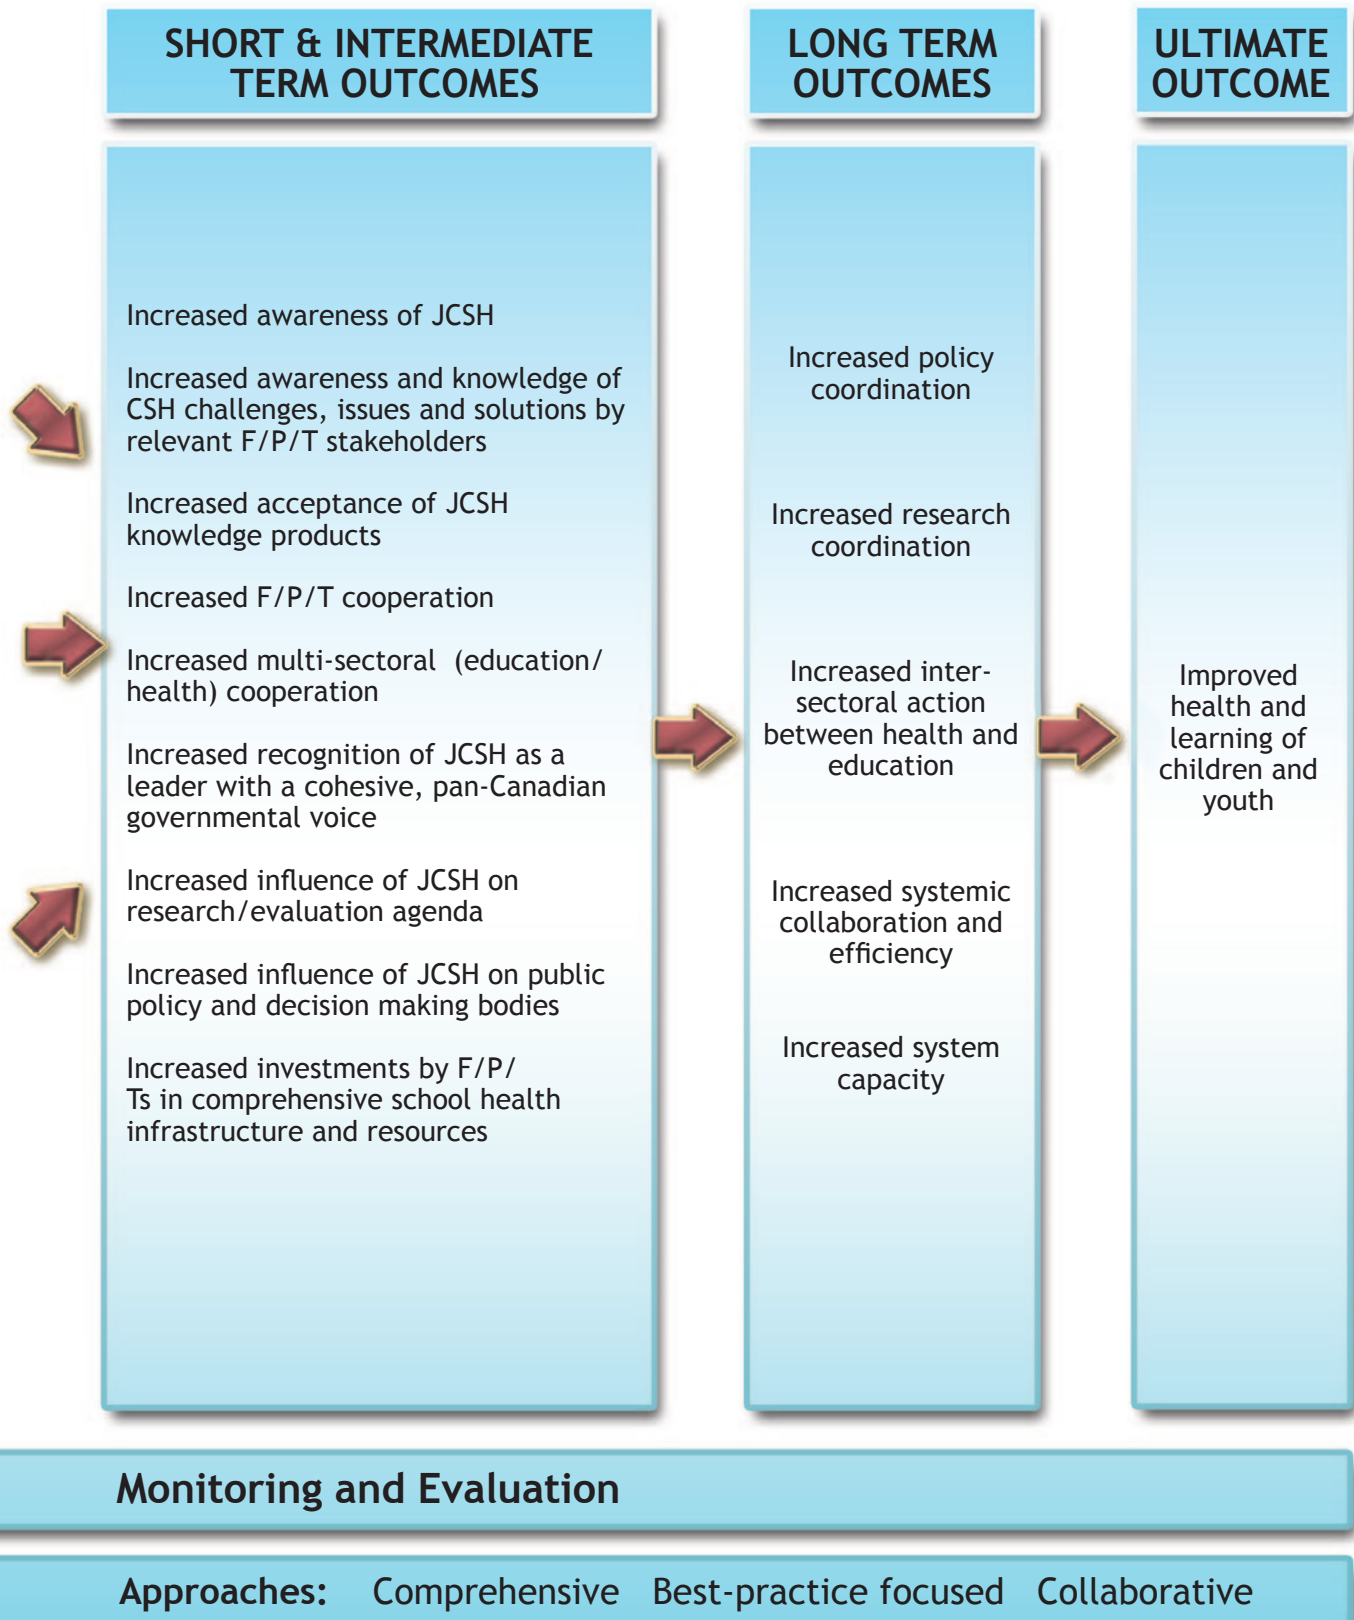 SHORT & INTERMEDIATE
TERM OUTCOMES
Increased awareness of JCSH
Increased awareness and knowledge of
CSH challenges, issues and solutions by
relevant F/P/T stakeholders
Increased acceptance of JCSH
knowledge products
Increased F/P/T cooperation
Increased multi-sectoral (education/
health) cooperation
Increased recognition of JCSH as a
leader with a cohesive, pan-Canadian
governmental voice
Increased influence of JCSH on
research/evaluation agenda
Increased influence of JCSH on public
policy and decision making bodies
Increased investments by F/P/
Ts in comprehensive school health
infrastructure and resources
LONG TERM
OUTCOMES
Increased policy
coordination
Increased research
coordination
Increased inter-
sectoral action
between health and
education
Increased systemic
collaboration and
efficiency
Increased system
capacity
ULTIMATE
OUTCOME
Improved
health and
learning of
children and
youth
Monitoring and Evaluation
Approaches: Comprehensive Best-practice focused Collaborative